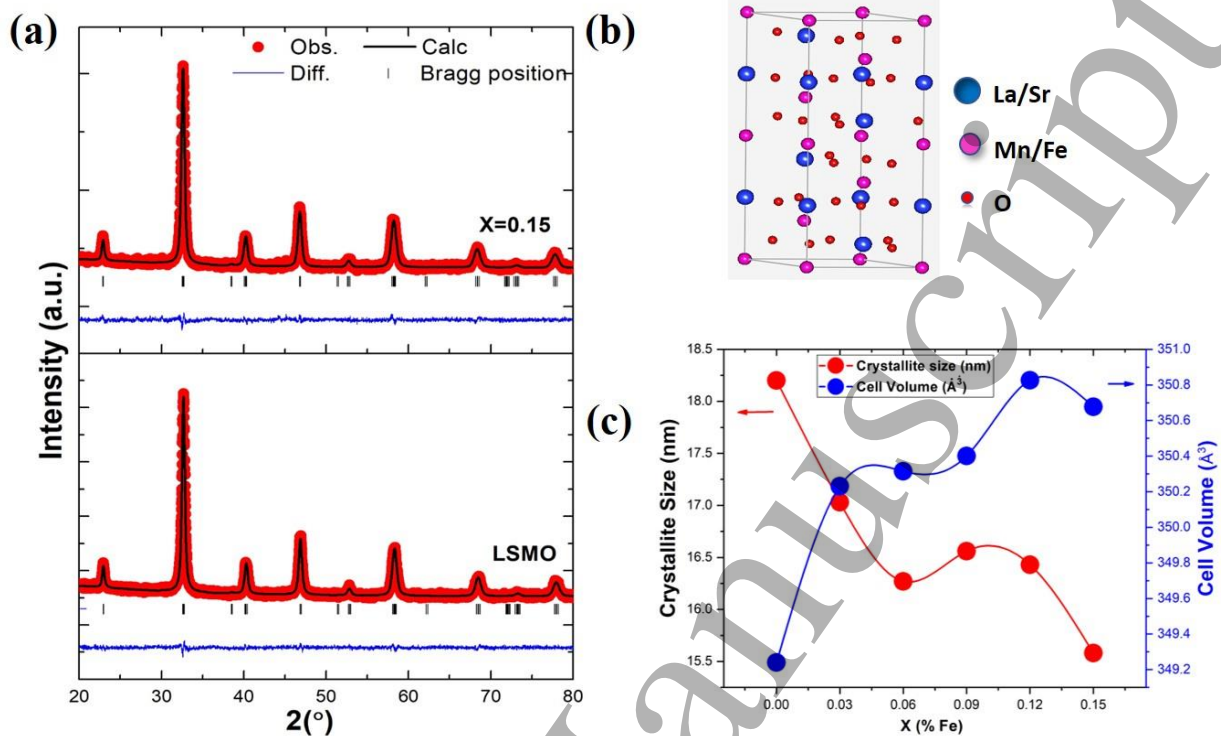 (a)
Obs.
Calc
Diff.
Bragg position
X=0.15
LSMO
Intensity (a.u.)
20 30 40 50 60 70 80
2(°)
(b)
La/Sr
Mn/Fe
O
(c)
Crystallite size (nm)
Cell Volume (Å³)
18.5
18.0
17.5
17.0
16.5
16.0
15.5
Crystallite Size (nm)
351.0
350.8
350.6
350.4
350.2
350.0
349.8
349.6
349.4
349.2
Cell Volume (Å³)
0.00 0.03 0.06 0.09 0.12 0.15
X (% Fe)
anuscript